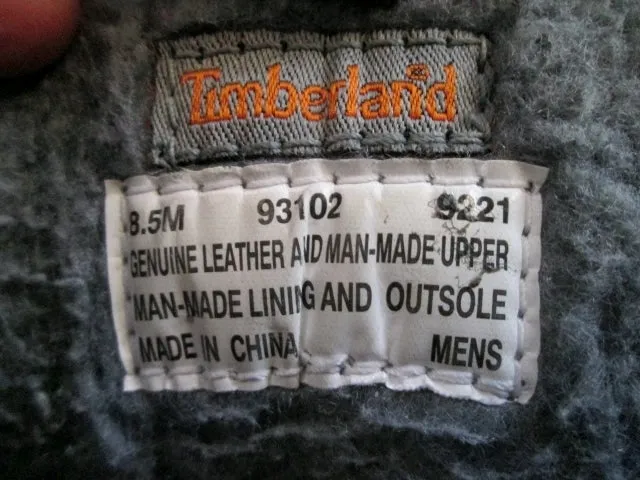 Timberland®
8.5M 93102 9221
GENUINE LEATHER AND MAN-MADE UPPER
MAN-MADE LINING AND OUTSOLE
MADE IN CHINA MENS